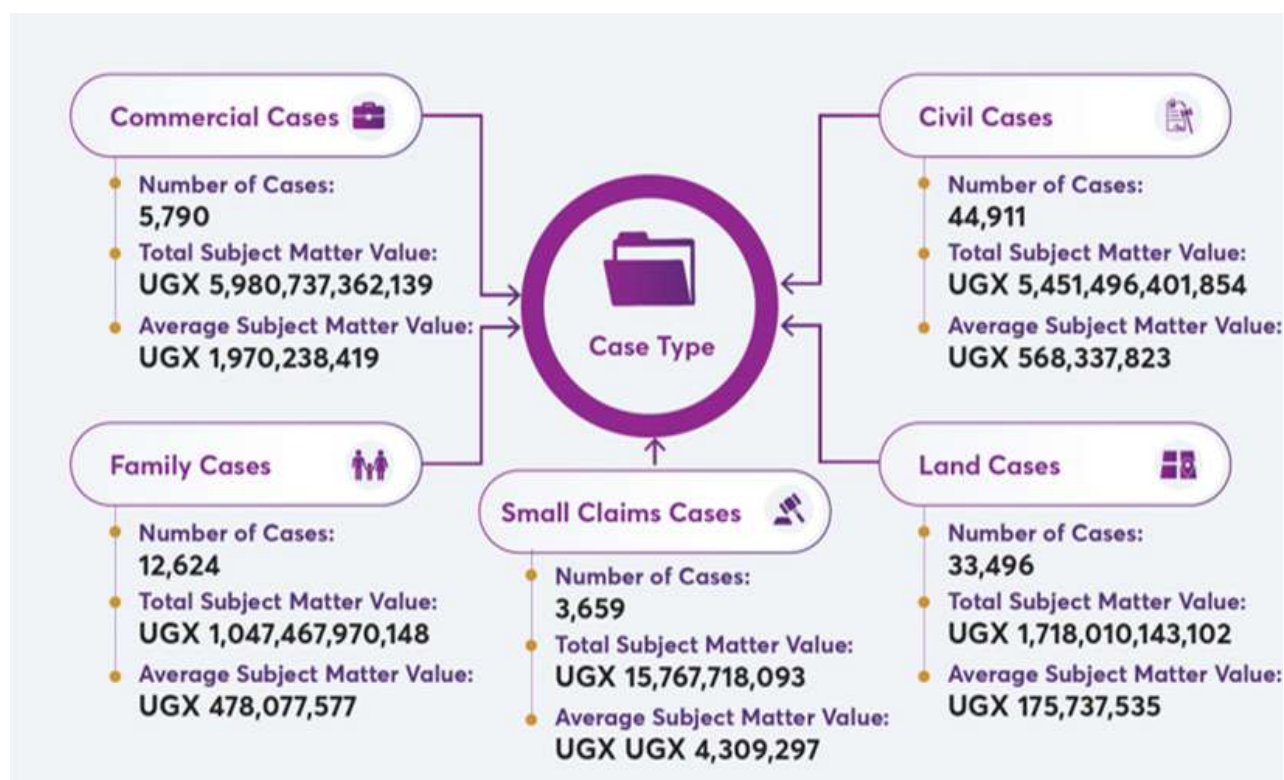 Commercial Cases
Number of Cases:
5,790
Total Subject Matter Value:
UGX 5,980,737,362,139
Average Subject Matter Value:
UGX 1,970,238,419
Civil Cases
Number of Cases:
44,911
Total Subject Matter Value:
UGX 5,451,496,401,854
Average Subject Matter Value:
UGX 568,337,823
Case Type
Family Cases
Number of Cases:
12,624
Total Subject Matter Value:
UGX 1,047,467,970,148
Average Subject Matter Value:
UGX 478,077,577
Small Claims Cases
Number of Cases:
3,659
Total Subject Matter Value:
UGX 15,767,718,093
Average Subject Matter Value:
UGX UGX 4,309,297
Land Cases
Number of Cases:
33,496
Total Subject Matter Value:
UGX 1,718,010,143,102
Average Subject Matter Value:
UGX 175,737,535